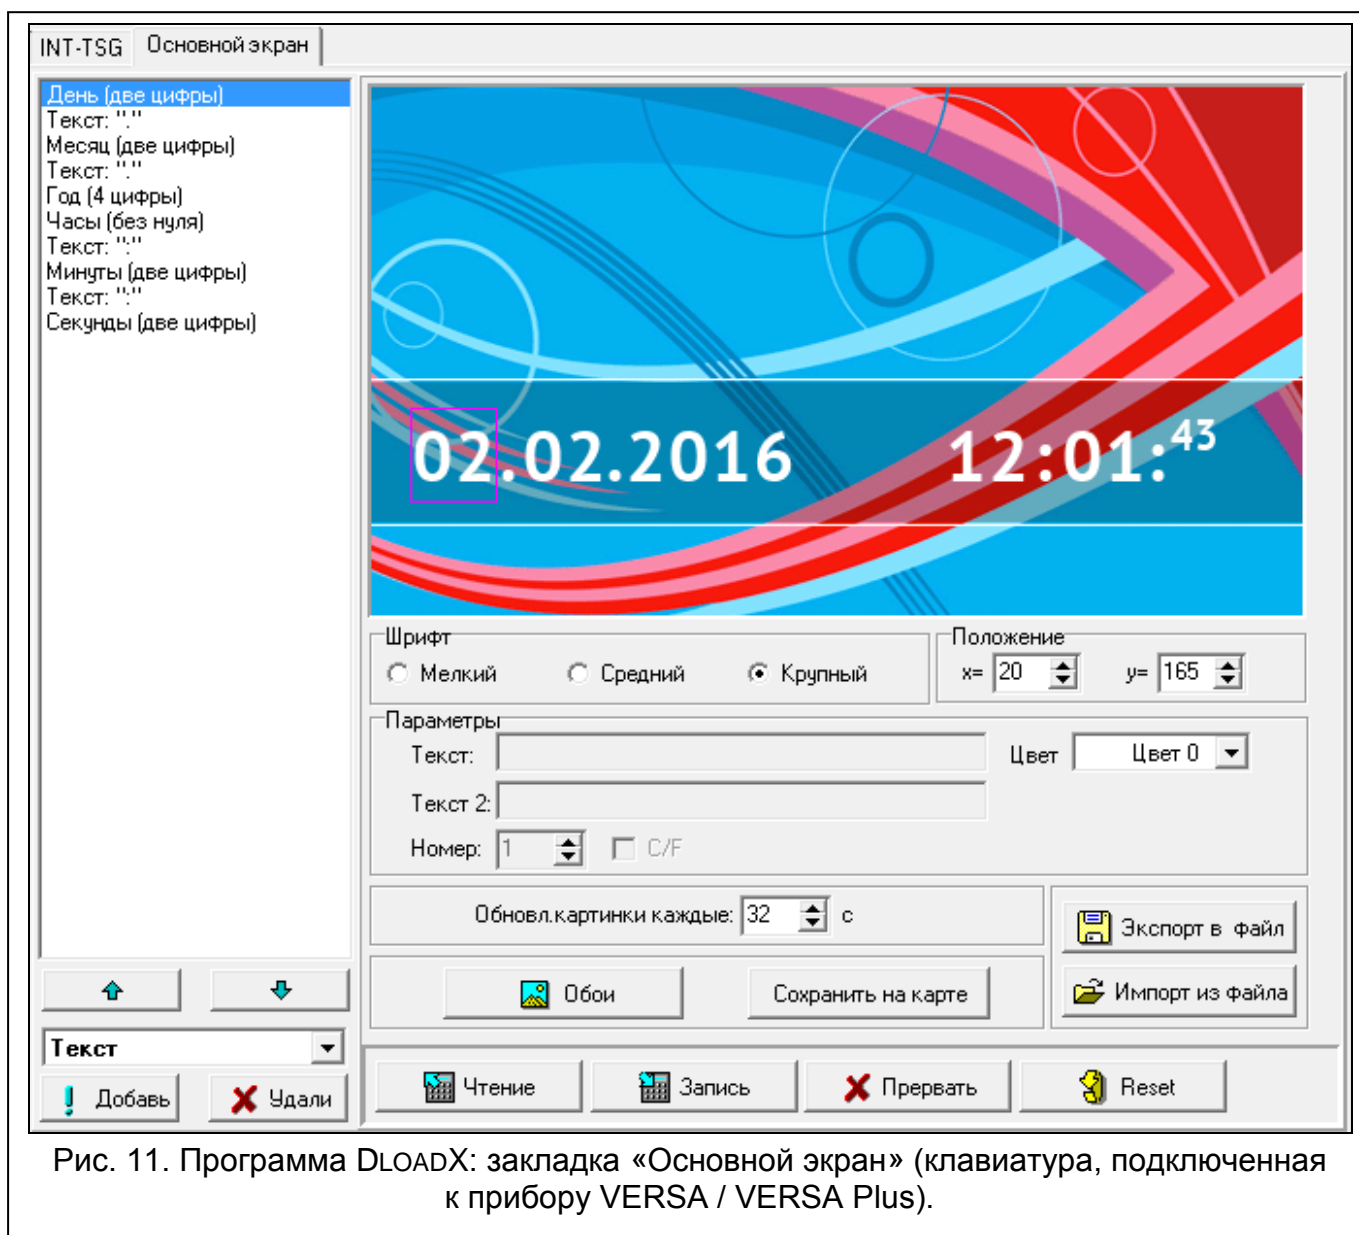 INT-TSG Основной экран
День (две цифры)
Текст: "."
Месяц (две цифры)
Текст: "."
Год (4 цифры)
Часы (без нуля)
Текст: ":"
Минуты (две цифры)
Текст: ":"
Секунды (две цифры)
02.02.2016 12:01:43
Шрифт
Мелкий Средний Крупный
Положение
x= 20 y= 165
Параметры
Текст: Цвет Цвет 0
Текст 2:
Номер: 1 C/F
Обновл.картинки каждые: 32 с
Экспорт в файл
Обои Сохранить на карте
Импорт из файла
Текст
Добавь Удали
Чтение Запись Прервать Reset
Рис. 11. Программа DLOADX: закладка «Основной экран» (клавиатура, подключенная
к прибору VERSA / VERSA Plus).